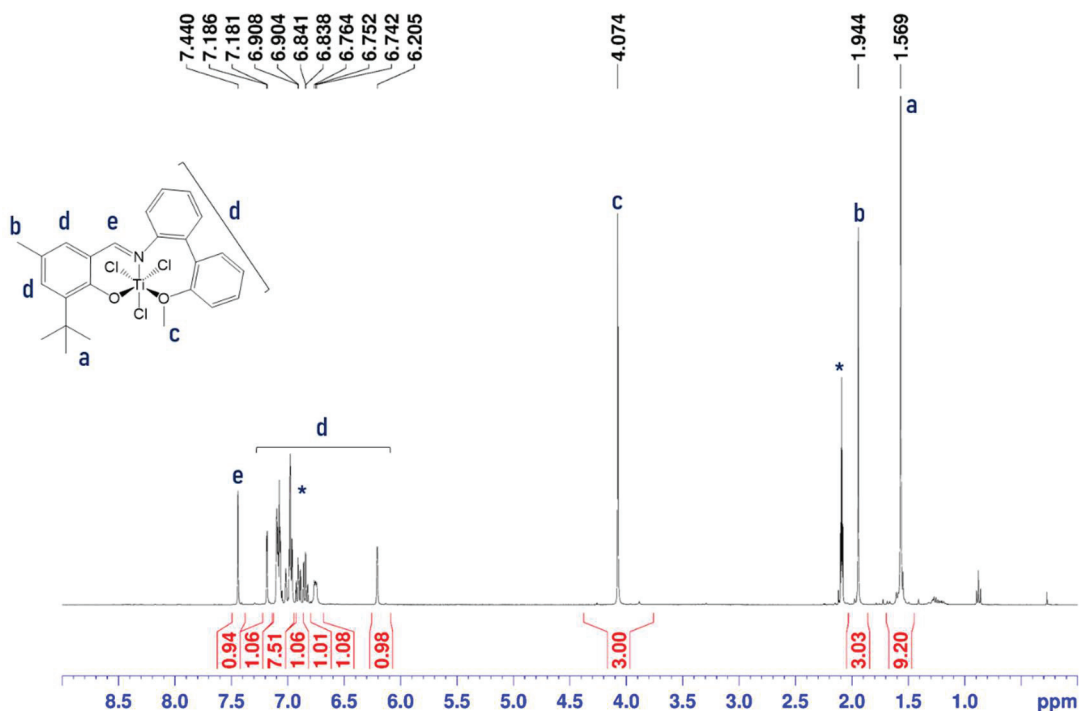 7.440
7.186
7.181
6.908
6.904
6.841
6.838
6.764
6.752
6.742
6.205
4.074
1.944
1.569
a
d
c
b
b
d
e
N
Cl
Cl
Ti
d
O
O
Cl
c
a
*
d
e
*
0.94
1.06
7.51
1.06
1.01
1.08
0.98
3.00
3.03
9.20
8.5 8.0 7.5 7.0 6.5 6.0 5.5 5.0 4.5 4.0 3.5 3.0 2.5 2.0 1.5 1.0 ppm